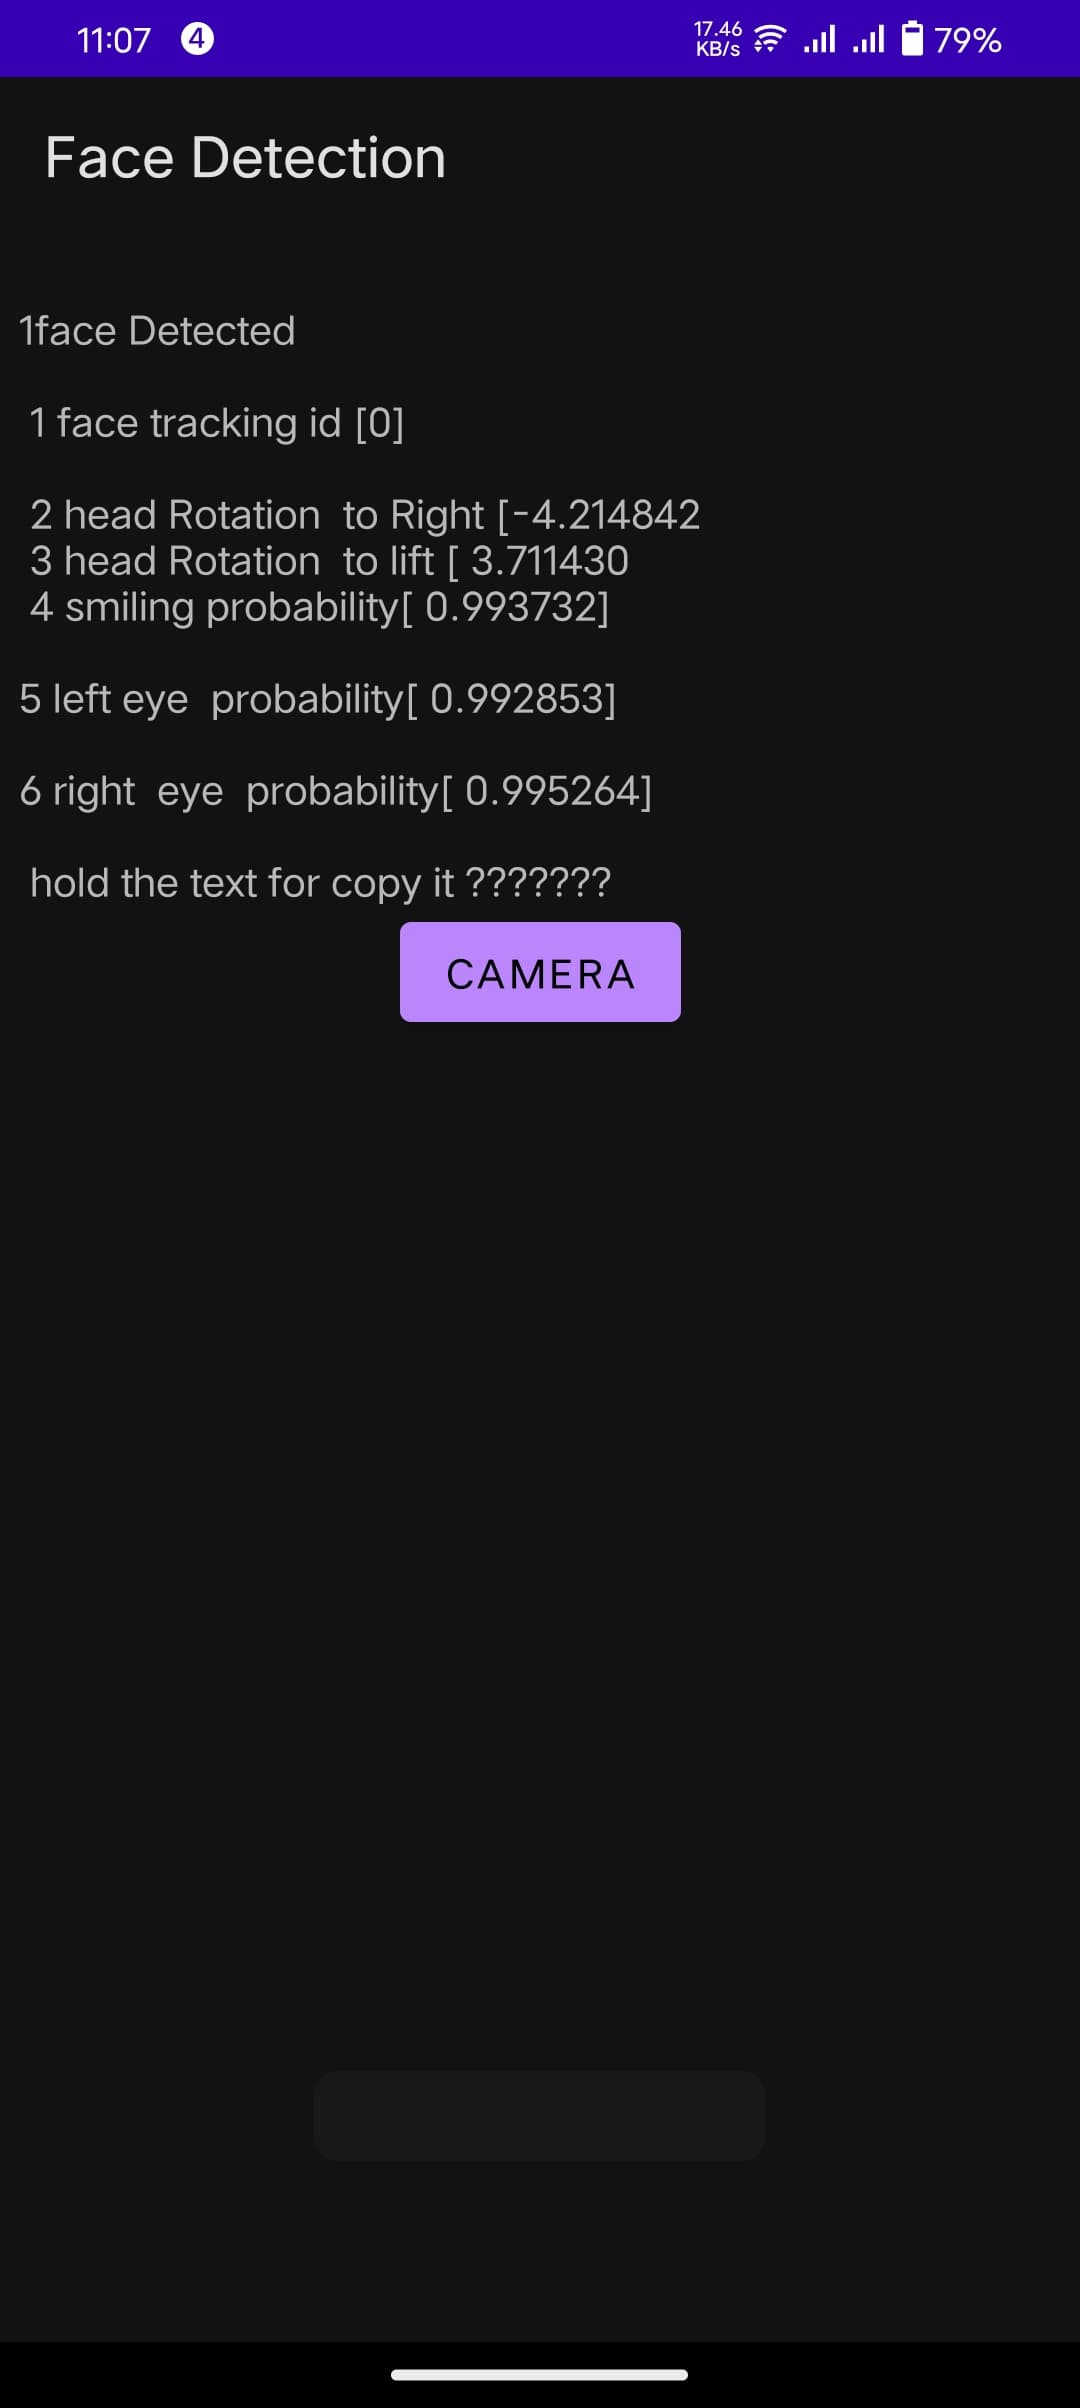 11:07 4 17.46 KB/s 79%
Face Detection
1face Detected
1 face tracking id [0]
2 head Rotation  to Right [-4.214842
3 head Rotation  to lift [ 3.711430
4 smiling probability[ 0.993732]
5 left eye  probability[ 0.992853]
6 right  eye  probability[ 0.995264]
hold the text for copy it ???????
CAMERA